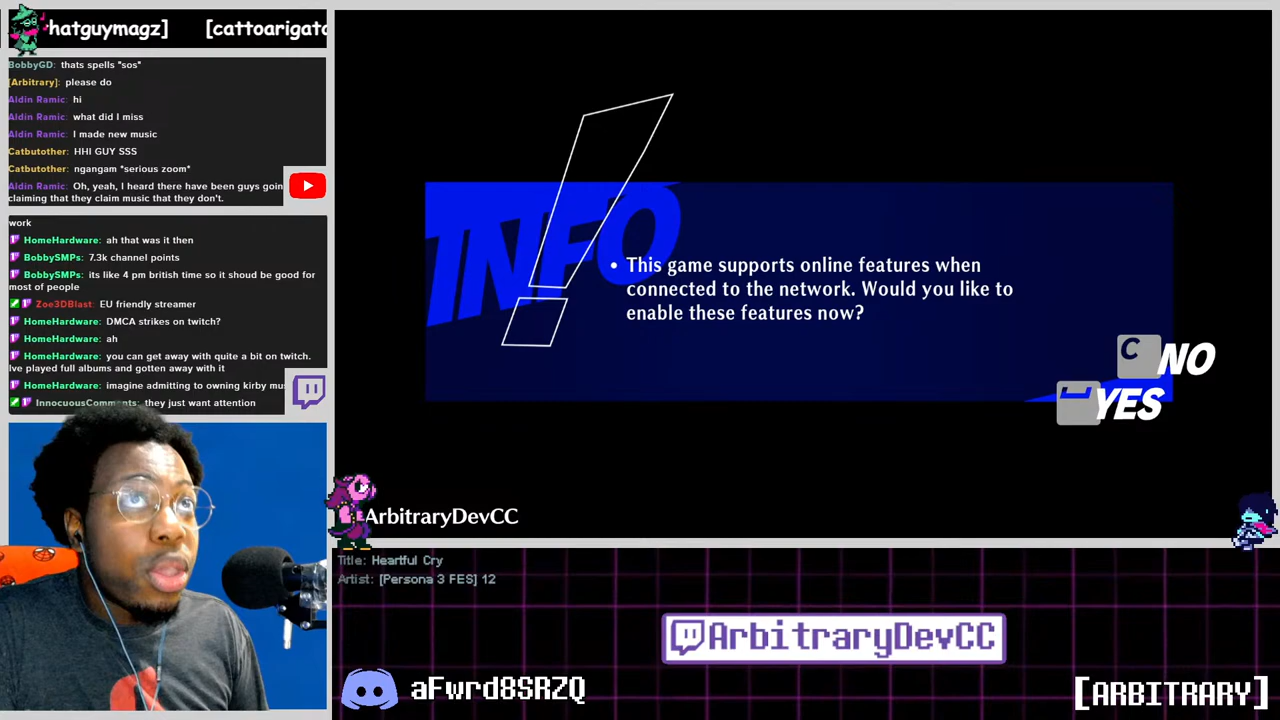 hatguymagz] [cattoarigato
BobbyGD: thats spells "sos"
[Arbitrary]: please do
Aldin Ramic: hi
Aldin Ramic: what did I miss
Aldin Ramic: I made new music
Catbutother: HHI GUY SSS
Catbutother: ngangam *serious zoom*
Aldin Ramic: Oh, yeah, I heard there have been guys goin
claiming that they claim music that they don't.
work
HomeHardware: ah that was it then
BobbySMPs: 7.3k channel points
BobbySMPs: its like 4 pm british time so it shoud be good for
most of people
Zoe3DBlast: EU friendly streamer
HomeHardware: DMCA strikes on twitch?
HomeHardware: ah
HomeHardware: you can get away with quite a bit on twitch.
Ive played full albums and gotten away with it
HomeHardware: imagine admitting to owning kirby mus
InnocuousComments: they just want attention
INFO
• This game supports online features when
connected to the network. Would you like to
enable these features now?
C NO
YES
ArbitraryDevCC
Title: Heartful Cry
Artist: [Persona 3 FES] 12
ArbitraryDevCC
aFwrd8SRZQ
[ARBITRARY]